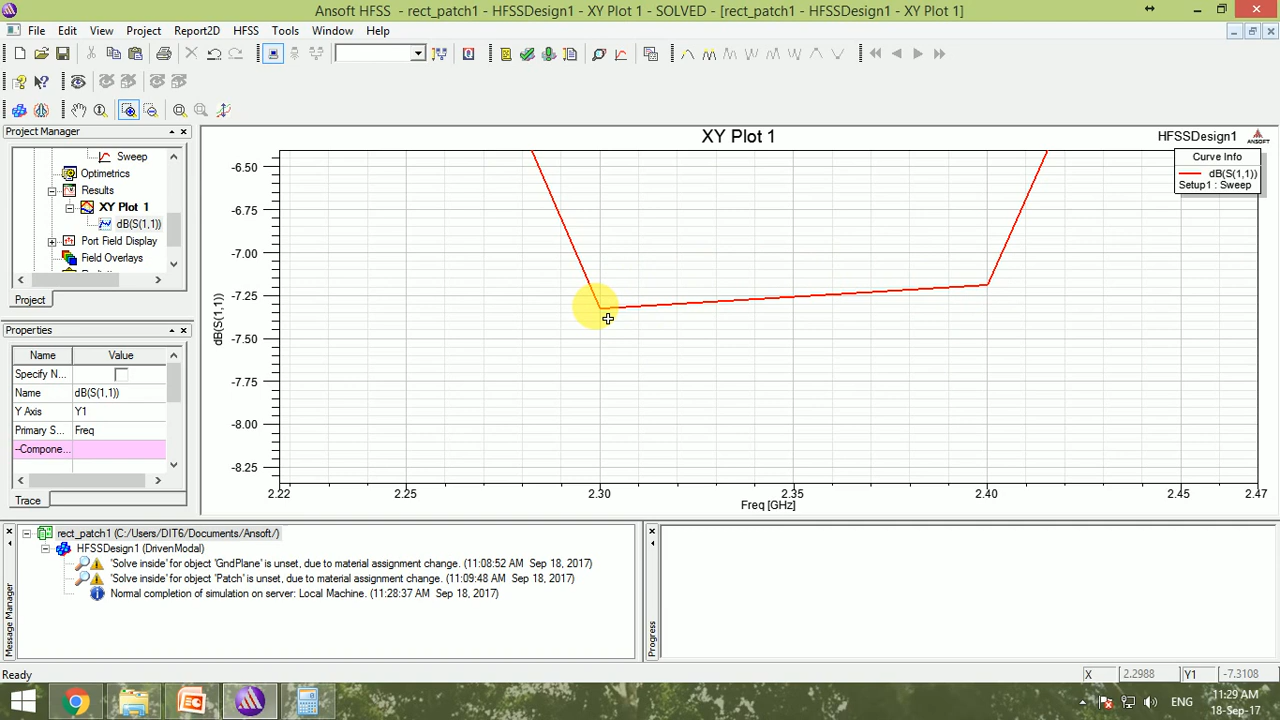 Ansoft HFSS - rect_patch1 - HFSSDesign1 - XY Plot 1 - SOLVED - [rect_patch1 - HFSSDesign1 - XY Plot 1]
File Edit View Project Report2D HFSS Tools Window Help
Project Manager
Sweep
Optimetrics
Results
XY Plot 1
dB(S(1,1))
Port Field Display
Field Overlays
Project
Properties
Name Value
Specify N...
Name dB(S(1,1))
Y Axis Y1
Primary S... Freq
--Compone...
Trace
XY Plot 1
HFSSDesign1
ANSOFT
Curve Info
dB(S(1,1))
Setup1 : Sweep
dB(S(1,1))
-6.50
-6.75
-7.00
-7.25
-7.50
-7.75
-8.00
-8.25
2.22 2.25 2.30 2.35 2.40 2.45 2.47
Freq [GHz]
Message Manager
rect_patch1 (C:/Users/DIT6/Documents/Ansoft/)
HFSSDesign1 (DrivenModal)
'Solve inside' for object 'GndPlane' is unset, due to material assignment change. (11:08:52 AM Sep 18, 2017)
'Solve inside' for object 'Patch' is unset, due to material assignment change. (11:09:48 AM Sep 18, 2017)
Normal completion of simulation on server: Local Machine. (11:28:37 AM Sep 18, 2017)
Progress
Ready
X 2.2988 Y1 -7.3108
ENG
11:29 AM
18-Sep-17